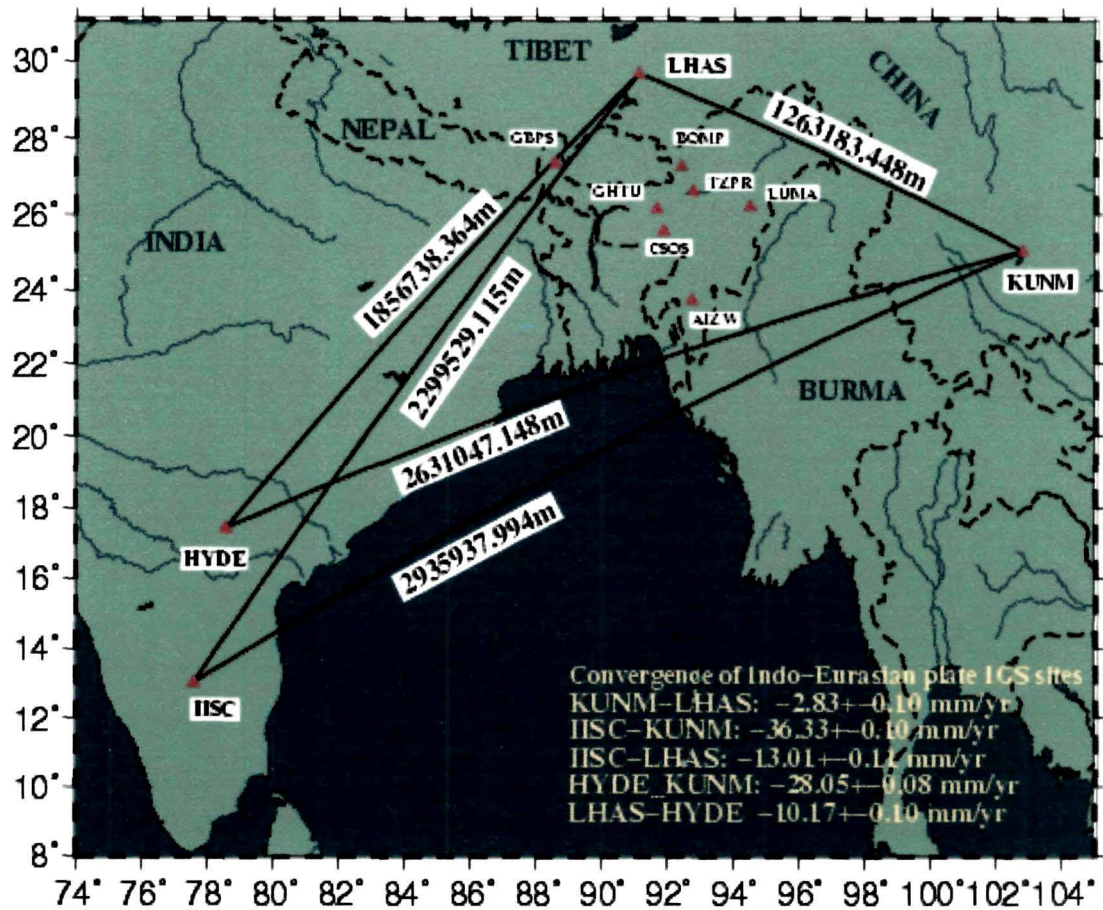 30°
28°
26°
24°
22°
20°
18°
16°
14°
12°
10°
8°
74° 76° 78° 80° 82° 84° 86° 88° 90° 92° 94° 96° 98° 100° 102° 104°
TIBET
LHAS
CHINA
NEPAL
GBPS
BOMP
1263183.448m
TZPR
GHTU
LUMA
INDIA
CSOS
1856738.364m
KUNM
2299529.115m
AIZW
BURMA
2631047.148m
HYDE
2935937.994m
IISC
Convergence of Indo-Eurasian plate IGS sites
KUNM-LHAS: -2.83+-0.10 mm/yr
IISC-KUNM: -36.33+-0.10 mm/yr
IISC-LHAS: -13.01+-0.11 mm/yr
HYDE_KUNM: -28.05+-0.08 mm/yr
LHAS-HYDE -10.17+-0.10 mm/yr